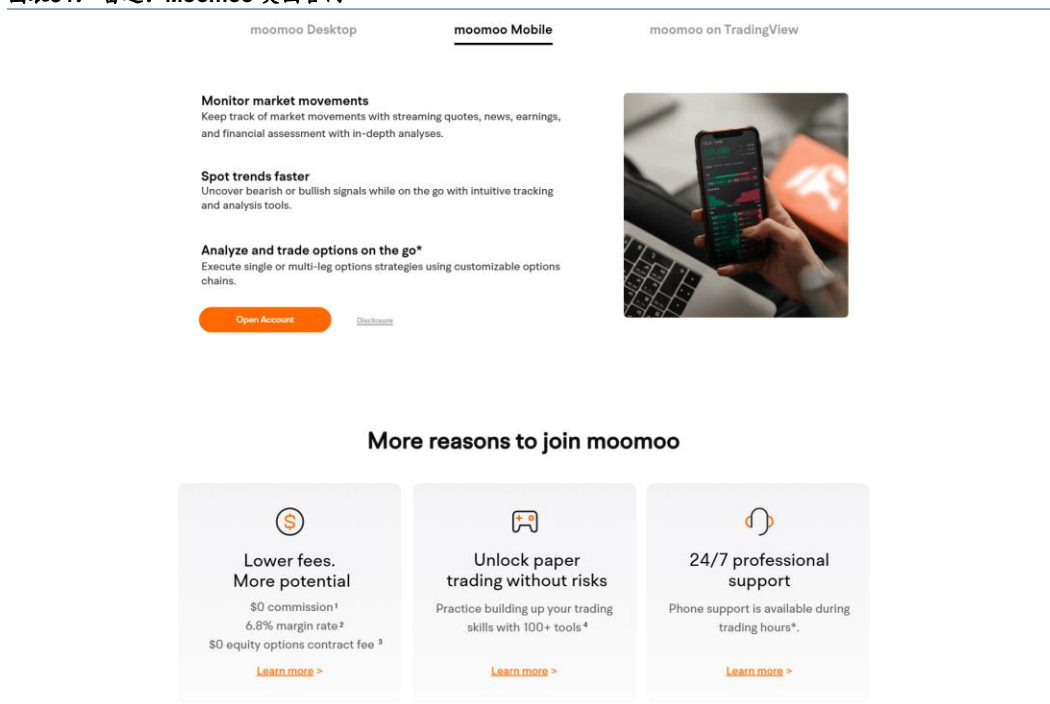 moomoo Desktop
moomoo Mobile
moomoo on TradingView
Monitor market movements
Keep track of market movements with streaming quotes, news, earnings,
and financial assessment with in-depth analyses.
Spot trends faster
Uncover bearish or bullish signals while on the go with intuitive tracking
and analysis tools.
Analyze and trade options on the go*
Execute single or multi-leg options strategies using customizable options
chains.
Open Account
Disclosure
More reasons to join moomoo
Lower fees.
More potential
$0 commission¹
6.8% margin rate²
$0 equity options contract fee ³
Learn more >
Unlock paper
trading without risks
Practice building up your trading
skills with 100+ tools⁴
Learn more >
24/7 professional
support
Phone support is available during
trading hours*.
Learn more >